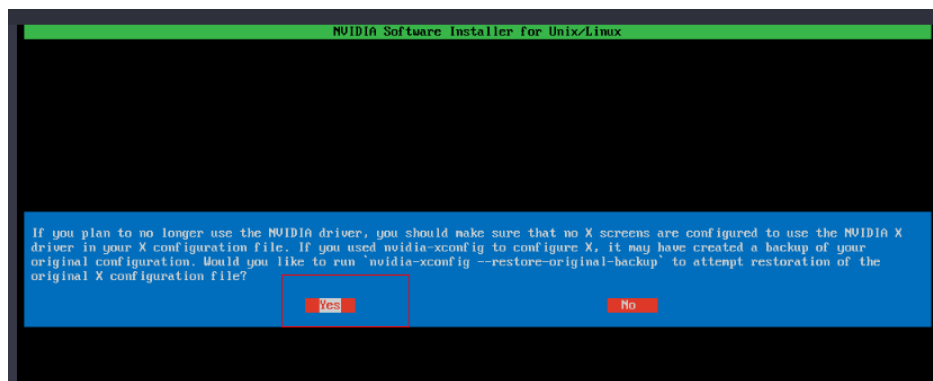 NVIDIA Software Installer for Unix/Linux
If you plan to no longer use the NVIDIA driver, you should make sure that no X screens are configured to use the NVIDIA X
driver in your X configuration file. If you used nvidia-xconfig to configure X, it may have created a backup of your
original configuration. Would you like to run `nvidia-xconfig --restore-original-backup` to attempt restoration of the
original X configuration file?
Yes No